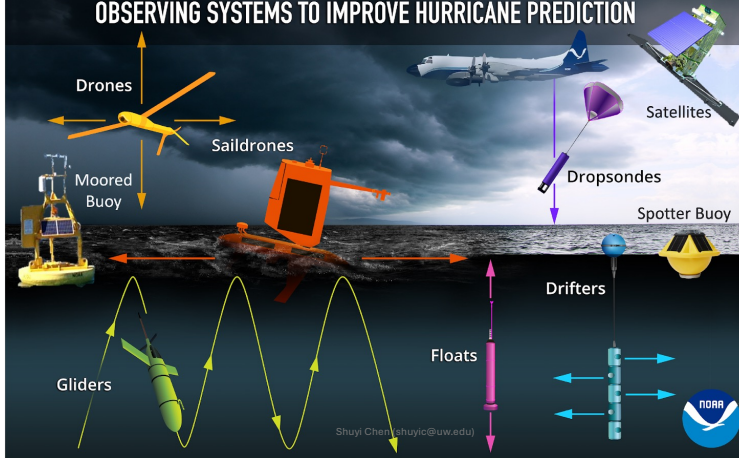 OBSERVING SYSTEMS TO IMPROVE HURRICANE PREDICTION
Drones
Satellites
Saildrones
Moored
Buoy
Dropsondes
Spotter Buoy
Drifters
Floats
Gliders
Shuyi Chen (shuyic@uw.edu)
NOAA